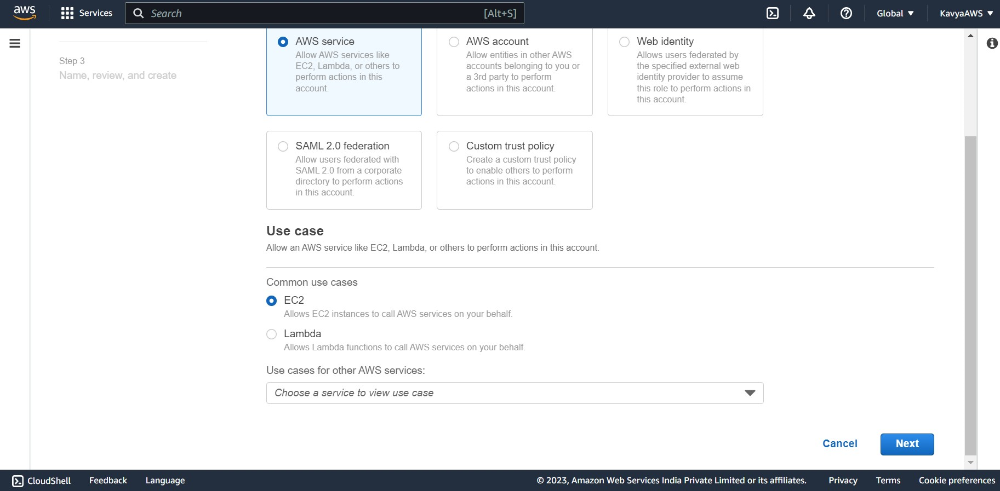 aws
Services
Search
[Alt+S]
Global
KavyaAWS
Step 3
Name, review, and create
AWS service
Allow AWS services like
EC2, Lambda, or others to
perform actions in this
account.
AWS account
Allow entities in other AWS
accounts belonging to you or
a 3rd party to perform
actions in this account.
Web identity
Allows users federated by
the specified external web
identity provider to assume
this role to perform actions in
this account.
SAML 2.0 federation
Allow users federated with
SAML 2.0 from a corporate
directory to perform actions
in this account.
Custom trust policy
Create a custom trust policy
to enable others to perform
actions in this account.
Use case
Allow an AWS service like EC2, Lambda, or others to perform actions in this account.
Common use cases
EC2
Allows EC2 instances to call AWS services on your behalf.
Lambda
Allows Lambda functions to call AWS services on your behalf.
Use cases for other AWS services:
Choose a service to view use case
Cancel
Next
CloudShell
Feedback
Language
© 2023, Amazon Web Services India Private Limited or its affiliates.
Privacy
Terms
Cookie preferences